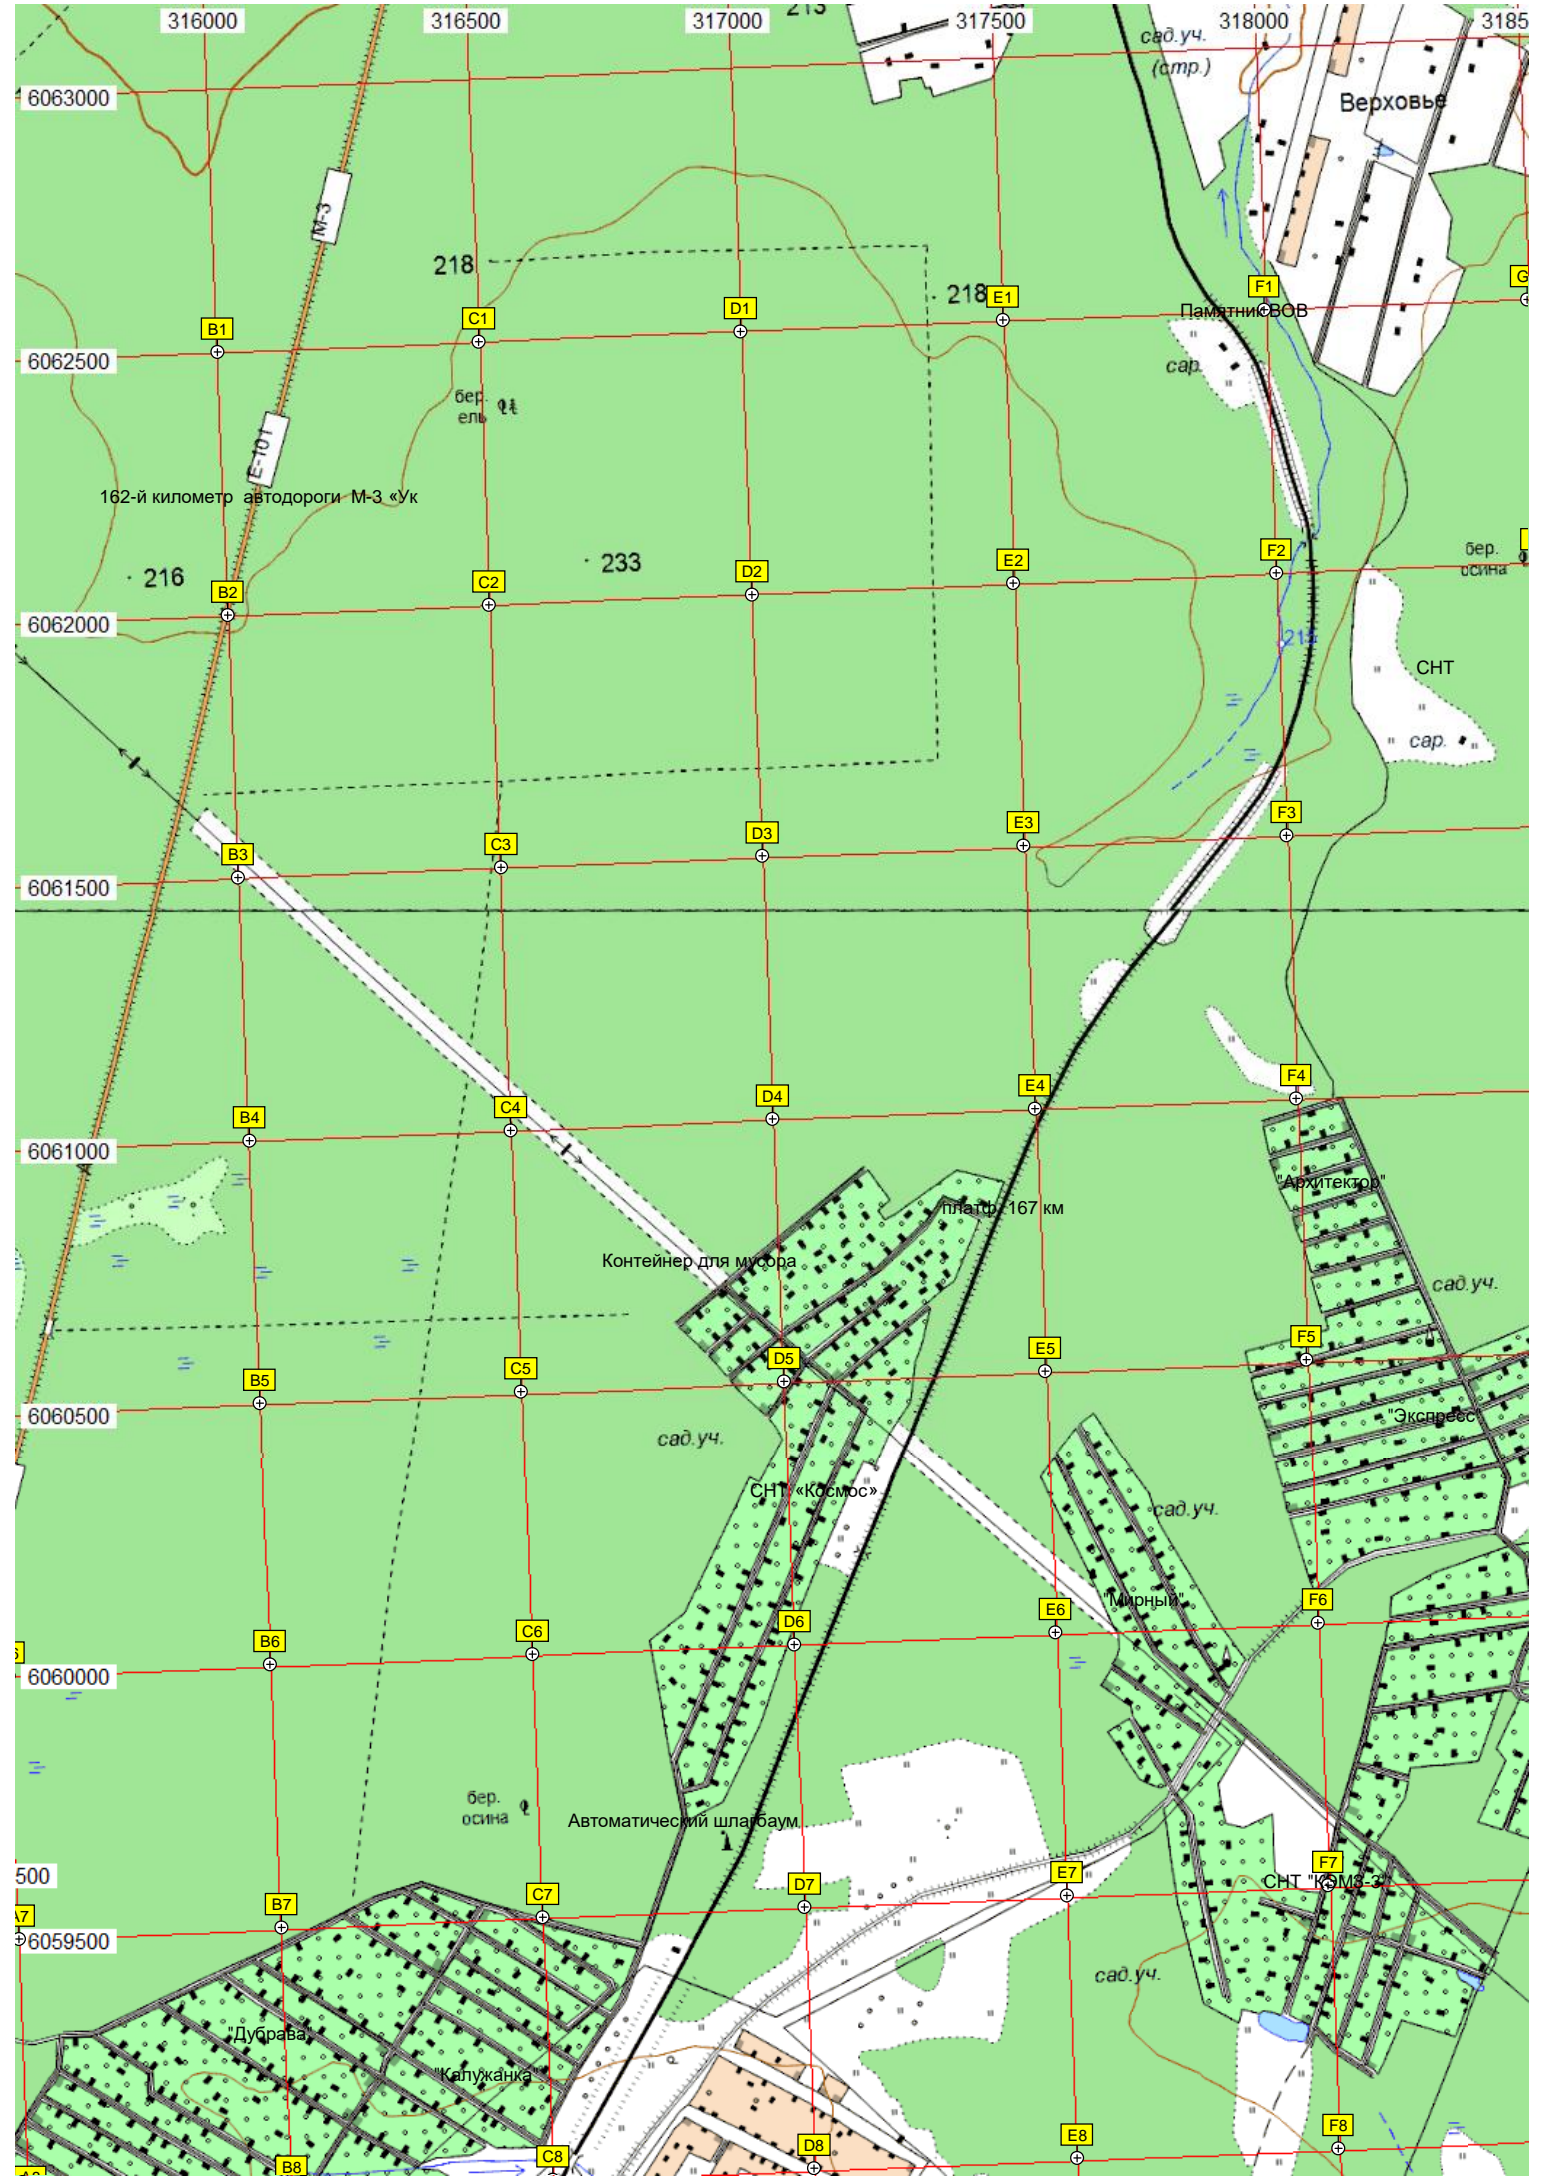 316000
316500
317000
317500
318000
3185
213
сад.уч.
(стр.)
Верховье
6063000
М-3
218
218
B1
C1
D1
E1
F1
G
Памятник ВОВ
6062500
сар.
бер.
ель
Е-101
162-й километр  автодороги  М-3 «Ук
216
233
B2
C2
D2
E2
F2
бер.
осина
6062000
СНТ
сар.
B3
C3
D3
E3
F3
6061500
B4
C4
D4
E4
F4
6061000
"Архитектор"
платф. 167 км
Контейнер для мусора
сад.уч.
B5
C5
D5
E5
F5
6060500
"Экспресс"
сад.уч.
СНТ «Космос»
сад.уч.
"Мирный"
B6
C6
D6
E6
F6
6060000
бер.
осина
Автоматический шлагбаум
500
A7
B7
C7
D7
E7
F7
СНТ "КЭМЗ-3"
6059500
сад.уч.
"Дубрава"
"Калужанка"
B8
C8
D8
E8
F8